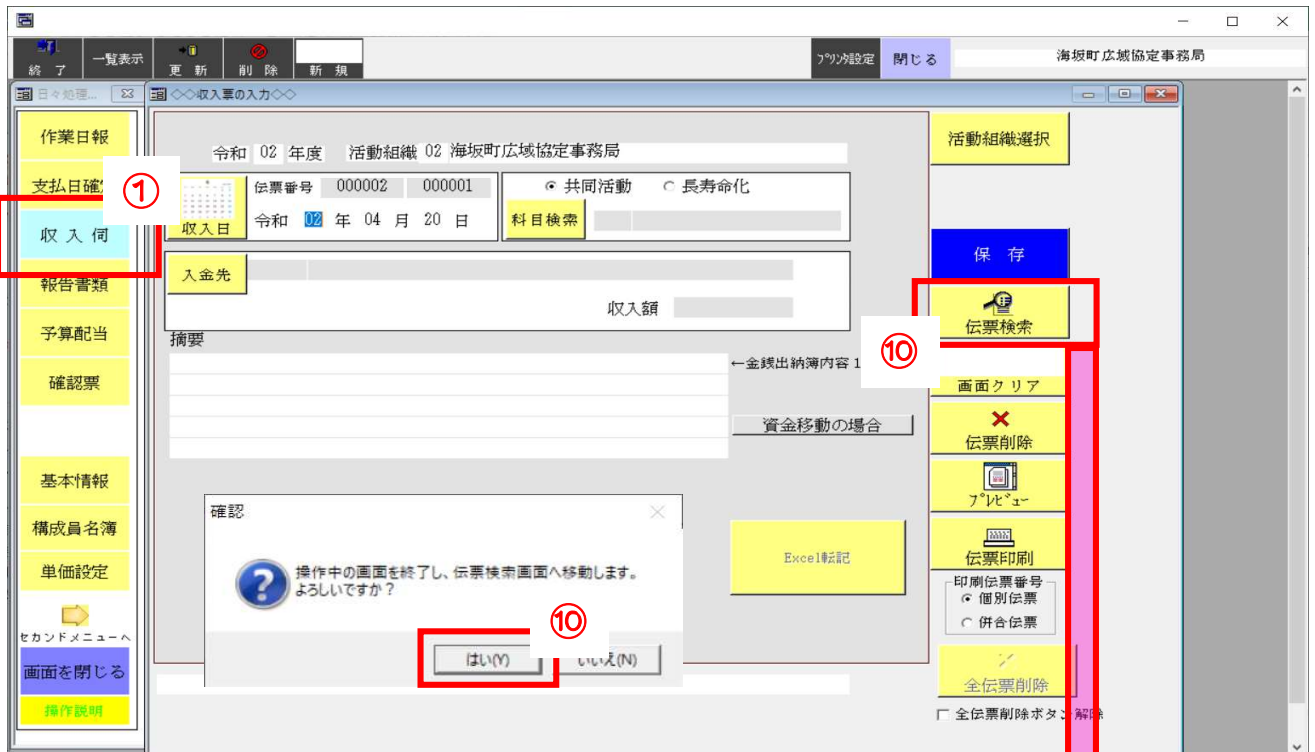 終 了
一覧表示
更 新
削 除
新 規
ﾌﾟﾘﾝﾀ設定
閉じる
海坂町広域協定事務局
日々処理...
◇◇収入票の入力◇◇
作業日報
支払日確
①
収 入 伺
報告書類
予算配当
確認票
基本情報
構成員名簿
単価設定
セカンドメニューへ
画面を閉じる
操作説明
令和 02 年度 活動組織 02 海坂町広域協定事務局
収入日
伝票番号 000002 000001
令和 02 年 04 月 20 日
共同活動 長寿命化
科目検索
入金先
収入額
摘要
←金銭出納簿内容1
資金移動の場合
Excel転記
確認
操作中の画面を終了し、伝票検索画面へ移動します。
よろしいですか？
⑩
はい(Y)
いいえ(N)
活動組織選択
保 存
伝票検索
⑩
画面クリア
伝票削除
ﾌﾟﾚﾋﾞｭｰ
伝票印刷
印刷伝票番号
個別伝票
併合伝票
全伝票削除
全伝票削除ボタン解除